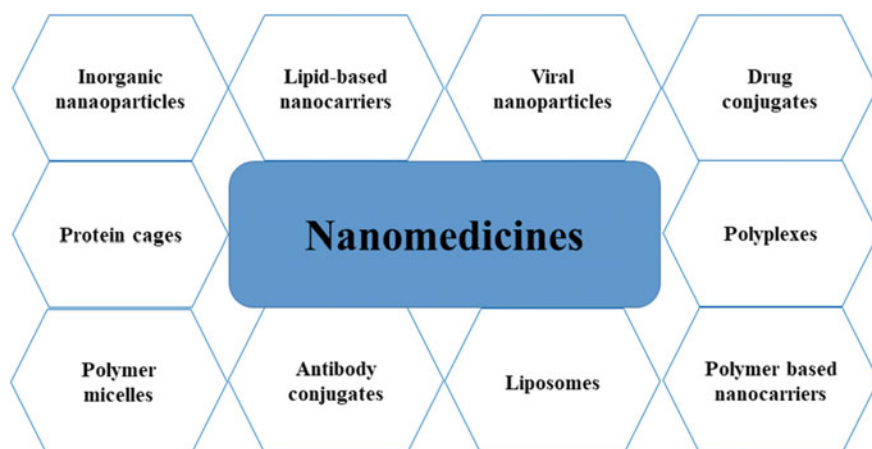 Inorganic
nanaoparticles
Lipid-based
nanocarriers
Viral
nanoparticles
Drug
conjugates
Protein cages
Nanomedicines
Polyplexes
Polymer
micelles
Antibody
conjugates
Liposomes
Polymer based
nanocarriers